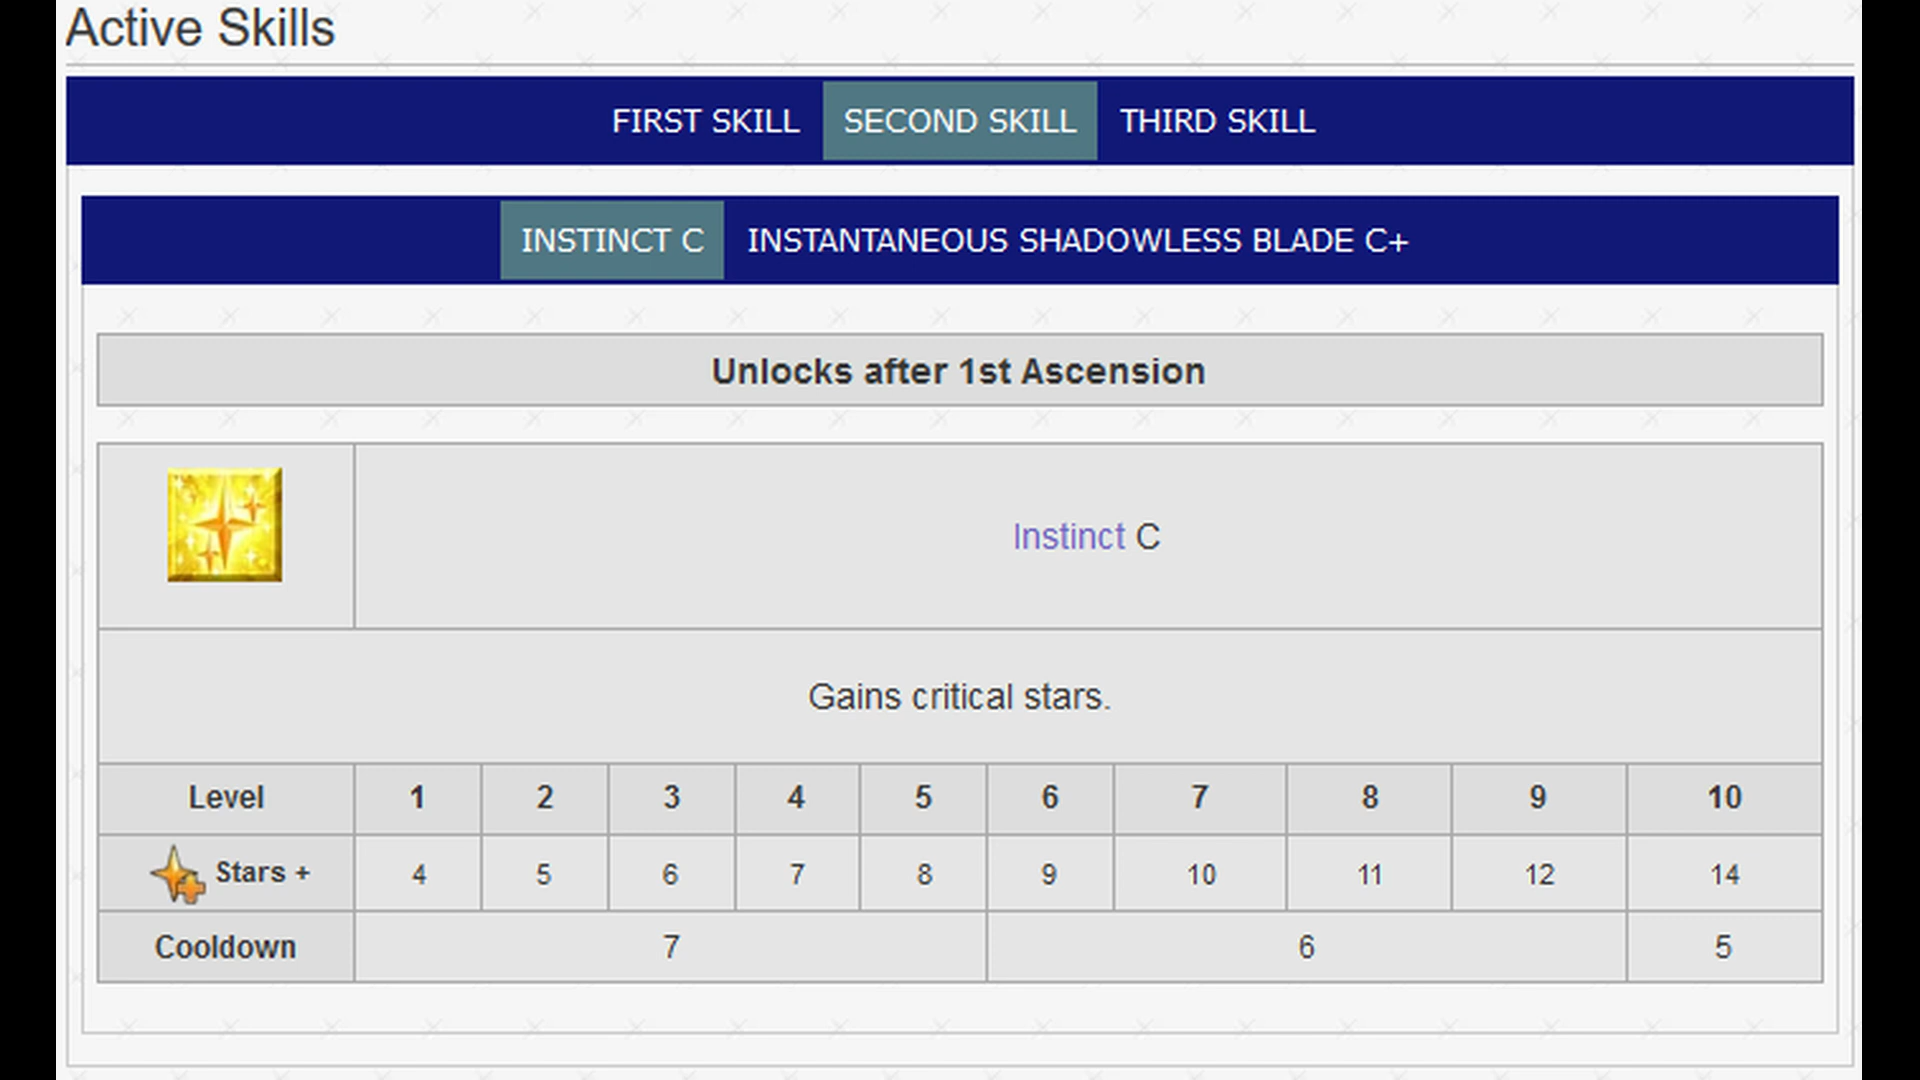 Active Skills
FIRST SKILL SECOND SKILL THIRD SKILL
INSTINCT C INSTANTANEOUS SHADOWLESS BLADE C+
Unlocks after 1st Ascension
Instinct C
Gains critical stars.
Level 1 2 3 4 5 6 7 8 9 10
Stars + 4 5 6 7 8 9 10 11 12 14
Cooldown 7 6 5